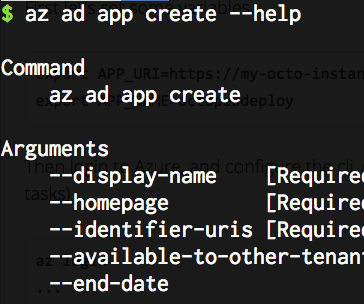 $ az ad app create --help
Command
az ad app create
Arguments
--display-name [Required
--homepage [Required
--identifier-uris [Required
--available-to-other-tenant
--end-date